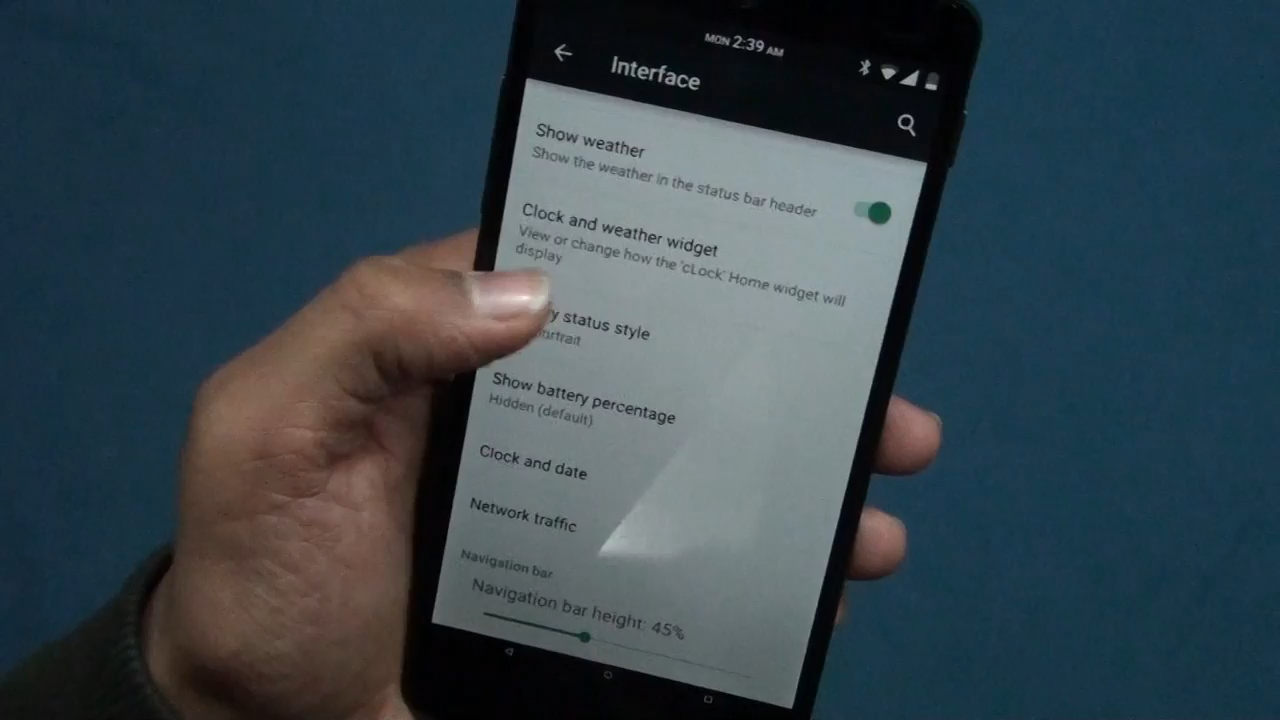 MON 2:39 AM
Interface
Show weather
Show the weather in the status bar header
Clock and weather widget
View or change how the 'cLock' Home widget will
display
status style
Show battery percentage
Hidden (default)
Clock and date
Network traffic
Navigation bar
Navigation bar height: 45%